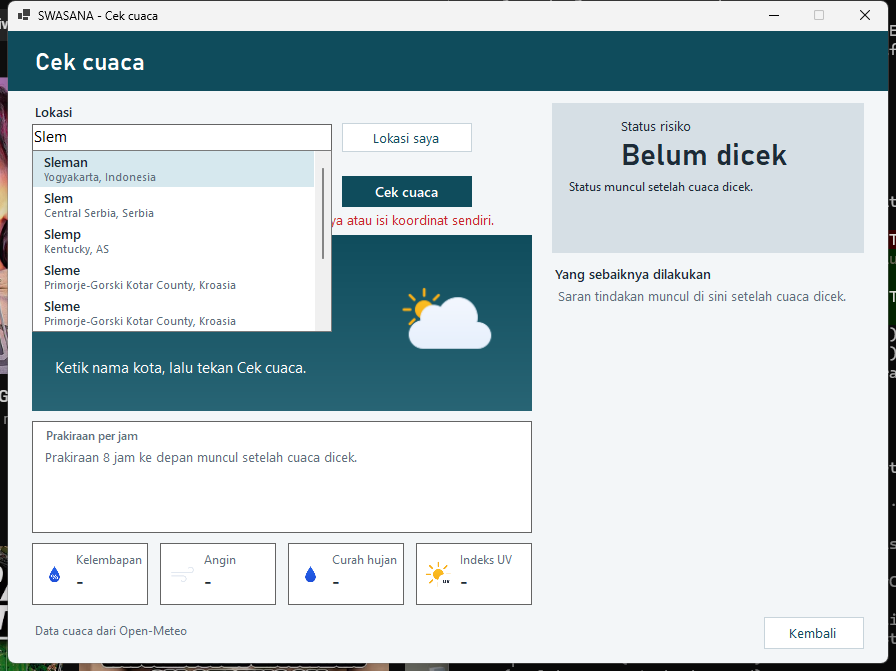 SWASANA - Cek cuaca
Cek cuaca
Lokasi
Slem
Lokasi saya
Sleman
Yogyakarta, Indonesia
Slem
Central Serbia, Serbia
Slemp
Kentucky, AS
Sleme
Primorje-Gorski Kotar County, Kroasia
Sleme
Primorje-Gorski Kotar County, Kroasia
Cek cuaca
ya atau isi koordinat sendiri.
Ketik nama kota, lalu tekan Cek cuaca.
Prakiraan per jam
Prakiraan 8 jam ke depan muncul setelah cuaca dicek.
Kelembapan
-
Angin
-
Curah hujan
-
Indeks UV
uv
-
Data cuaca dari Open-Meteo
Status risiko
Belum dicek
Status muncul setelah cuaca dicek.
Yang sebaiknya dilakukan
Saran tindakan muncul di sini setelah cuaca dicek.
Kembali